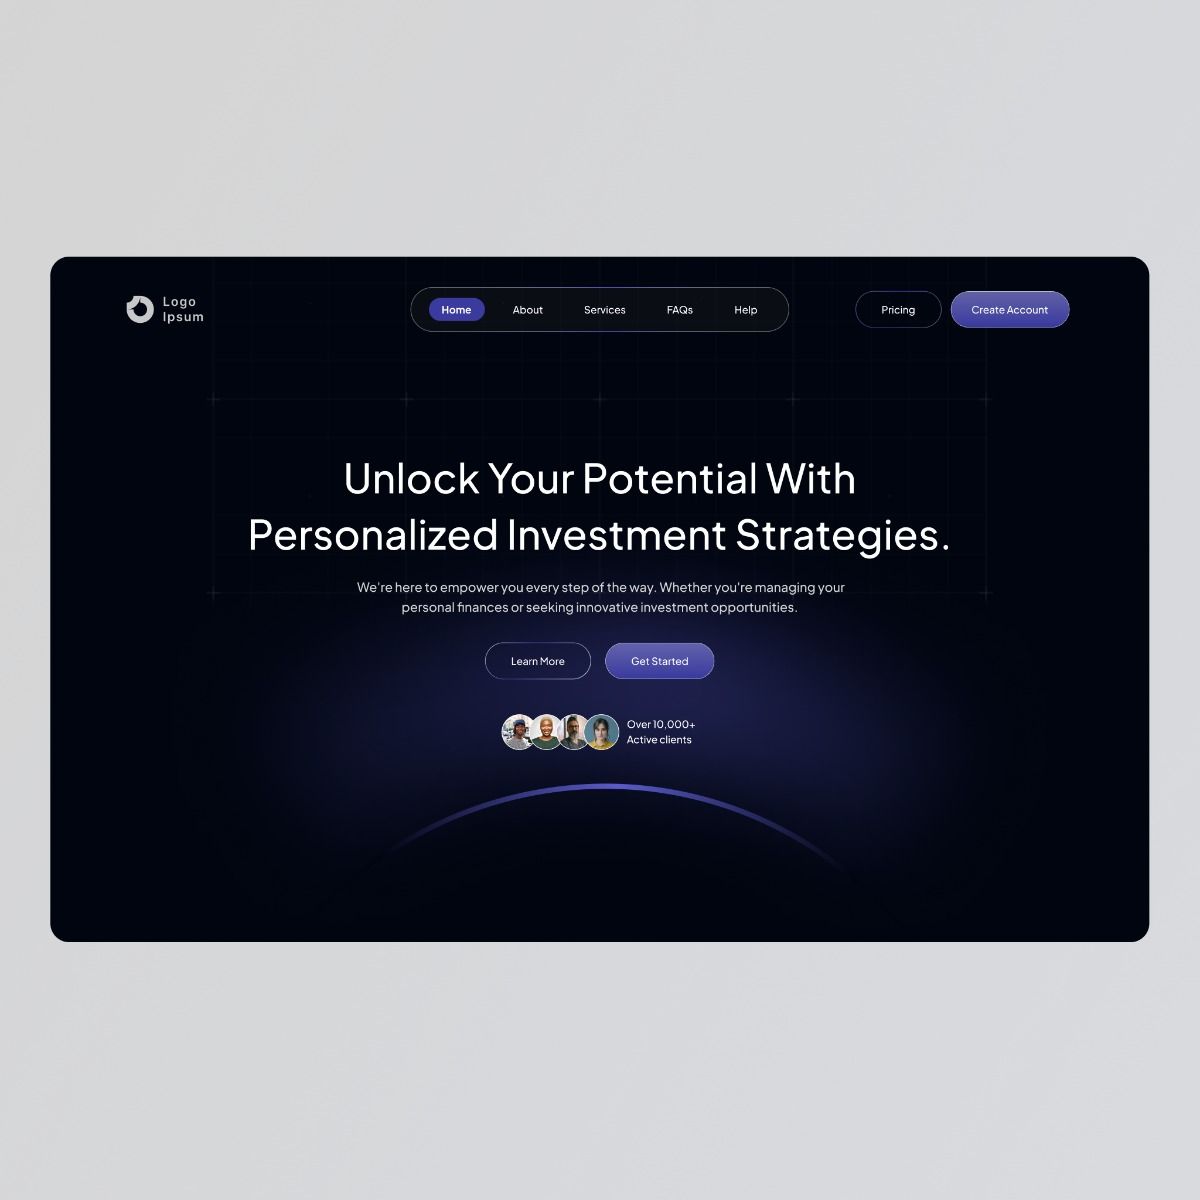 Logo
Ipsum
Home
About
Services
FAQs
Help
Pricing
Create Account
Unlock Your Potential With
Personalized Investment Strategies.
We're here to empower you every step of the way. Whether you're managing your
personal finances or seeking innovative investment opportunities.
Learn More
Get Started
Over 10,000+
Active clients